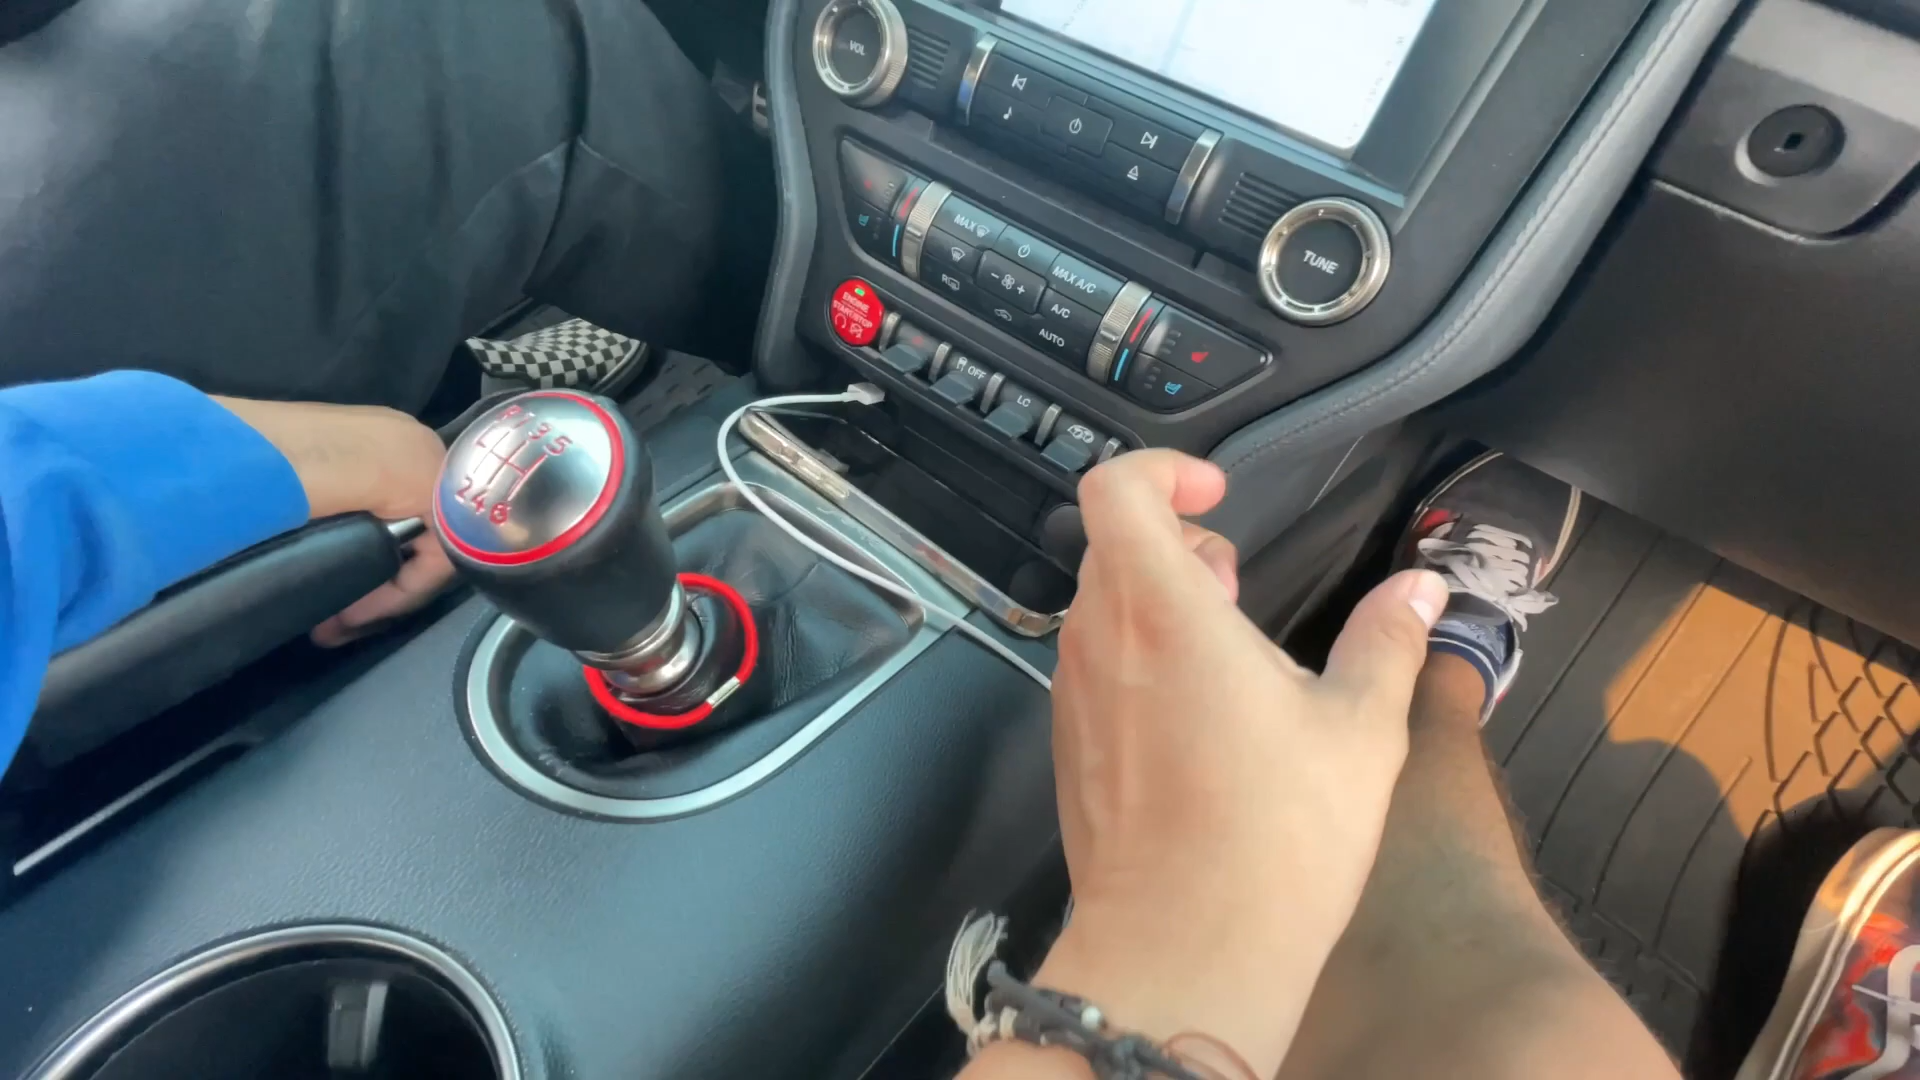 VOL
TUNE
MAX
MAX A/C
R
A/C
AUTO
ENGINE
START/STOP
OFF
LC
R 1 3 5
2 4 6